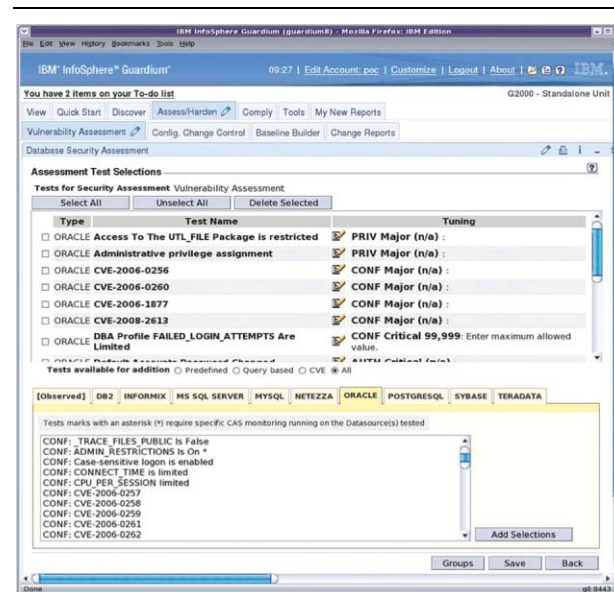 IBM InfoSphere Guardium (guardium8) - Mozilla Firefox: IBM Edition
File Edit View History Bookmarks Tools Help
IBM® InfoSphere™ Guardium® 09:27 | Edit Account: poc | Customize | Logout | About | IBM.
You have 2 items on your To-do list G2000 - Standalone Unit
View Quick Start Discover Assess/Harden Comply Tools My New Reports
Vulnerability Assessment Config. Change Control Baseline Builder Change Reports
Database Security Assessment
Assessment Test Selections
Tests for Security Assessment Vulnerability Assessment
Select All Unselect All Delete Selected
Type Test Name Tuning
ORACLE Access To The UTL_FILE Package is restricted PRIV Major (n/a) :
ORACLE Administrative privilege assignment PRIV Major (n/a) :
ORACLE CVE-2006-0256 CONF Major (n/a) :
ORACLE CVE-2006-0260 CONF Major (n/a) :
ORACLE CVE-2006-1877 CONF Major (n/a) :
ORACLE CVE-2008-2613 CONF Major (n/a) :
ORACLE DBA Profile FAILED_LOGIN_ATTEMPTS Are Limited CONF Critical 99,999: Enter maximum allowed value.
ORACLE Default Accounts Password Changed AUTH Critical (n/a) :
Tests available for addition Predefined Query based CVE All
[Observed] DB2 INFORMIX MS SQL SERVER MYSQL NETEZZA ORACLE POSTGRESQL SYBASE TERADATA
Tests marks with an asterisk (*) require specific CAS monitoring running on the Datasource(s) tested
CONF: _TRACE_FILES_PUBLIC Is False
CONF: ADMIN_RESTRICTIONS Is On *
CONF: Case-sensitive logon is enabled
CONF: CONNECT_TIME is limited
CONF: CPU_PER_SESSION limited
CONF: CVE-2006-0257
CONF: CVE-2006-0258
CONF: CVE-2006-0259
CONF: CVE-2006-0261
CONF: CVE-2006-0262
Add Selections
Groups Save Back
Done g8:8443